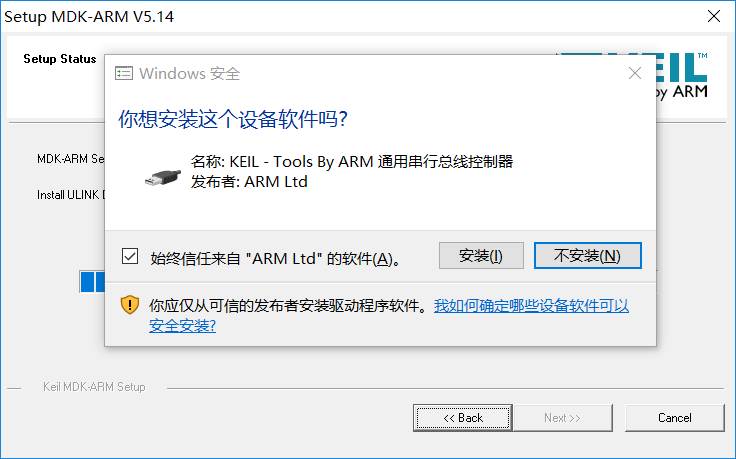 Setup MDK-ARM V5.14
Setup Status
Windows 安全
你想安装这个设备软件吗?
名称: KEIL - Tools By ARM 通用串行总线控制器
发布者: ARM Ltd
MDK-ARM Se
Install ULINK
始终信任来自 "ARM Ltd" 的软件(A)。
安装(I)
不安装(N)
你应仅从可信的发布者安装驱动程序软件。我如何确定哪些设备软件可以
安全安装?
EIL™
by ARM
Keil MDK-ARM Setup
<< Back
Next >>
Cancel